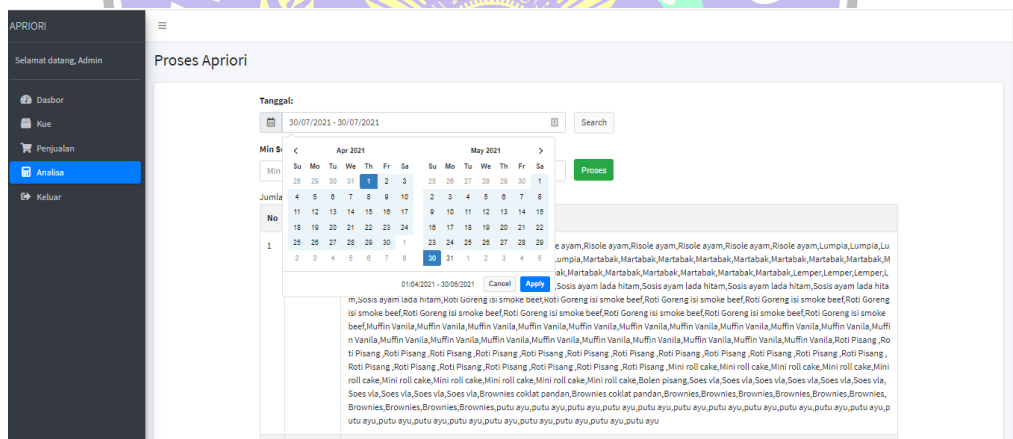 APRIORI
Selamat datang, Admin
Dasbor
Kue
Penjualan
Analisa
Keluar
Proses Apriori
Tanggal:
30/07/2021 - 30/07/2021
Search
Min S
Min
Proses
Jumla
No
1
Apr 2021 May 2021
Su Mo Tu We Th Fr Sa Su Mo Tu We Th Fr Sa
28 29 30 31 1 2 3 25 26 27 28 29 30 1
4 5 6 7 8 9 10 2 3 4 5 6 7 8
11 12 13 14 15 16 17 9 10 11 12 13 14 15
18 19 20 21 22 23 24 16 17 18 19 20 21 22
25 26 27 28 29 30 1 23 24 25 26 27 28 29
2 3 4 5 6 7 8 30 31 1 2 3 4 5
01/04/2021 - 30/05/2021 Cancel Apply
e ayam,Risole ayam,Risole ayam,Risole ayam,Risole ayam,Risole ayam,Lumpia,Lumpia,Lu
umpia,Martabak,Martabak,Martabak,Martabak,Martabak,Martabak,Martabak,Martabak,M
ak,Martabak,Martabak,Martabak,Martabak,Martabak,Martabak,Lemper,Lemper,Lemper,L
,Sosis ayam lada hitam,Sosis ayam lada hitam,Sosis ayam lada hitam,Sosis ayam lada hita
m,Sosis ayam lada hitam,Roti Goreng isi smoke beef,Roti Goreng isi smoke beef,Roti Goreng isi smoke beef,Roti Goreng
isi smoke beef,Roti Goreng isi smoke beef,Roti Goreng isi smoke beef,Roti Goreng isi smoke beef,Roti Goreng isi smoke
beef,Muffin Vanila,Muffin Vanila,Muffin Vanila,Muffin Vanila,Muffin Vanila,Muffin Vanila,Muffin Vanila,Muffin Vanila,Muffi
n Vanila,Muffin Vanila,Muffin Vanila,Muffin Vanila,Muffin Vanila,Muffin Vanila,Muffin Vanila,Muffin Vanila,Roti Pisang ,Ro
ti Pisang ,Roti Pisang ,Roti Pisang ,Roti Pisang ,Roti Pisang ,Roti Pisang ,Roti Pisang ,Roti Pisang ,Roti Pisang ,Roti Pisang ,
Roti Pisang ,Roti Pisang ,Roti Pisang ,Roti Pisang ,Roti Pisang ,Roti Pisang ,Mini roll cake,Mini roll cake,Mini roll cake,Mini
roll cake,Mini roll cake,Mini roll cake,Mini roll cake,Mini roll cake,Bolen pisang,Soes vla,Soes vla,Soes vla,Soes vla,Soes vla,
Soes vla,Soes vla,Soes vla,Soes vla,Brownies coklat pandan,Brownies coklat pandan,Brownies,Brownies,Brownies,Brownies,
Brownies,Brownies,Brownies,Brownies,putu ayu,putu ayu,putu ayu,putu ayu,putu ayu,putu ayu,putu ayu,putu ayu,putu ayu,p
utu ayu,putu ayu,putu ayu,putu ayu,putu ayu,putu ayu,putu ayu,putu ayu